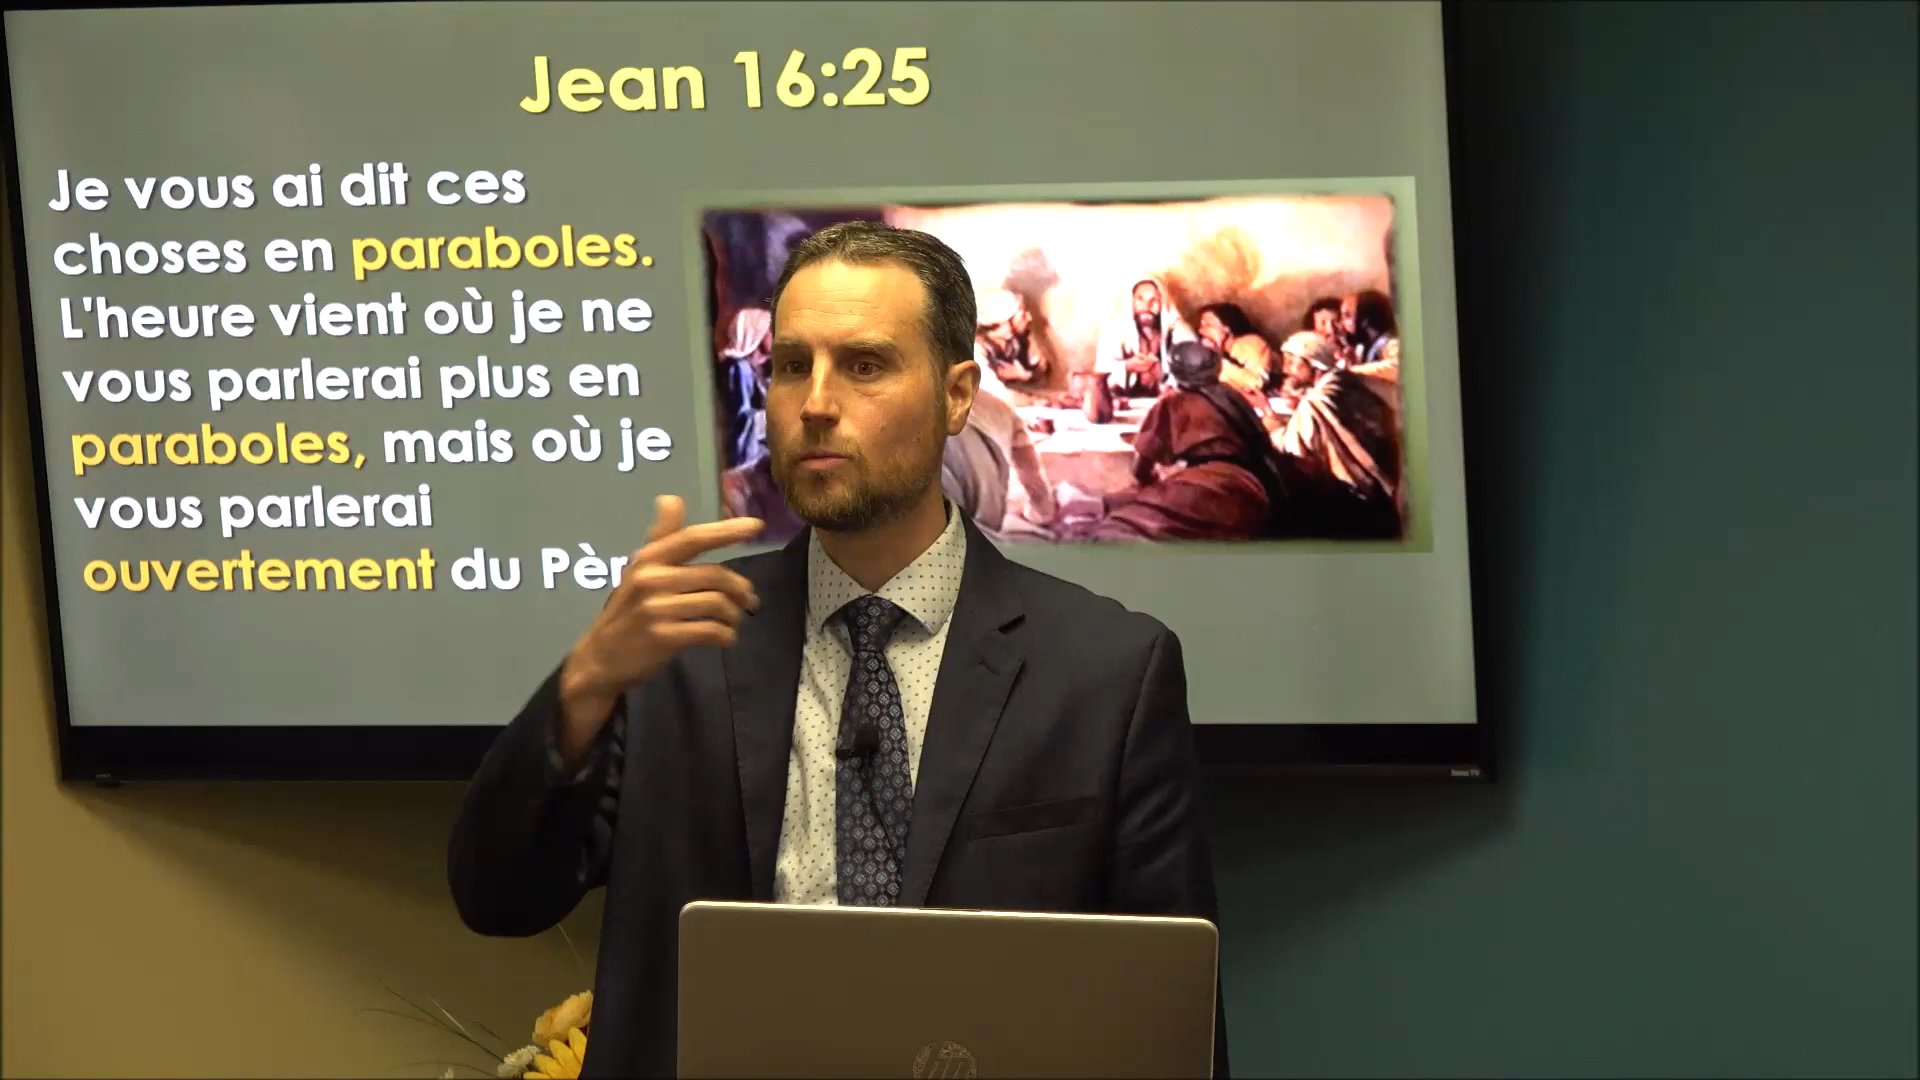 Jean 16:25
Je vous ai dit ces
choses en paraboles.
L'heure vient où je ne
vous parlerai plus en
paraboles, mais où je
vous parlerai
ouvertement du
hp